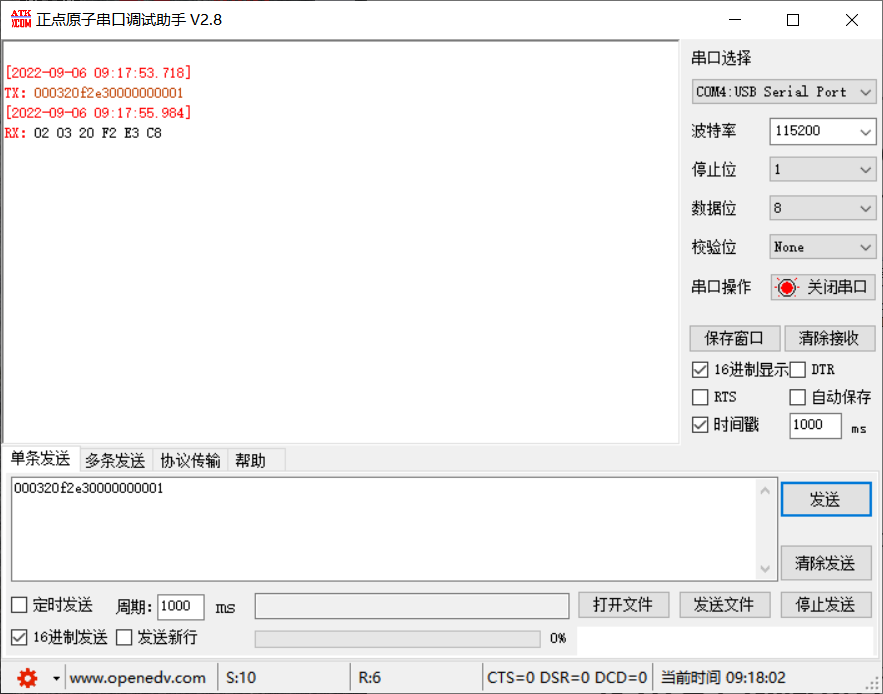 ATK COM 正点原子串口调试助手 V2.8
[2022-09-06 09:17:53.718]
TX: 000320f2e30000000001
[2022-09-06 09:17:55.984]
RX: 02 03 20 F2 E3 C8
串口选择
COM4:USB Serial Port
波特率 115200
停止位 1
数据位 8
校验位 None
串口操作 关闭串口
保存窗口 清除接收
16进制显示 DTR
RTS 自动保存
时间戳 1000 ms
单条发送 多条发送 协议传输 帮助
000320f2e30000000001
发送
清除发送
定时发送 周期: 1000 ms 打开文件 发送文件 停止发送
16进制发送 发送新行 0%
www.openedv.com S:10 R:6 CTS=0 DSR=0 DCD=0 当前时间 09:18:02